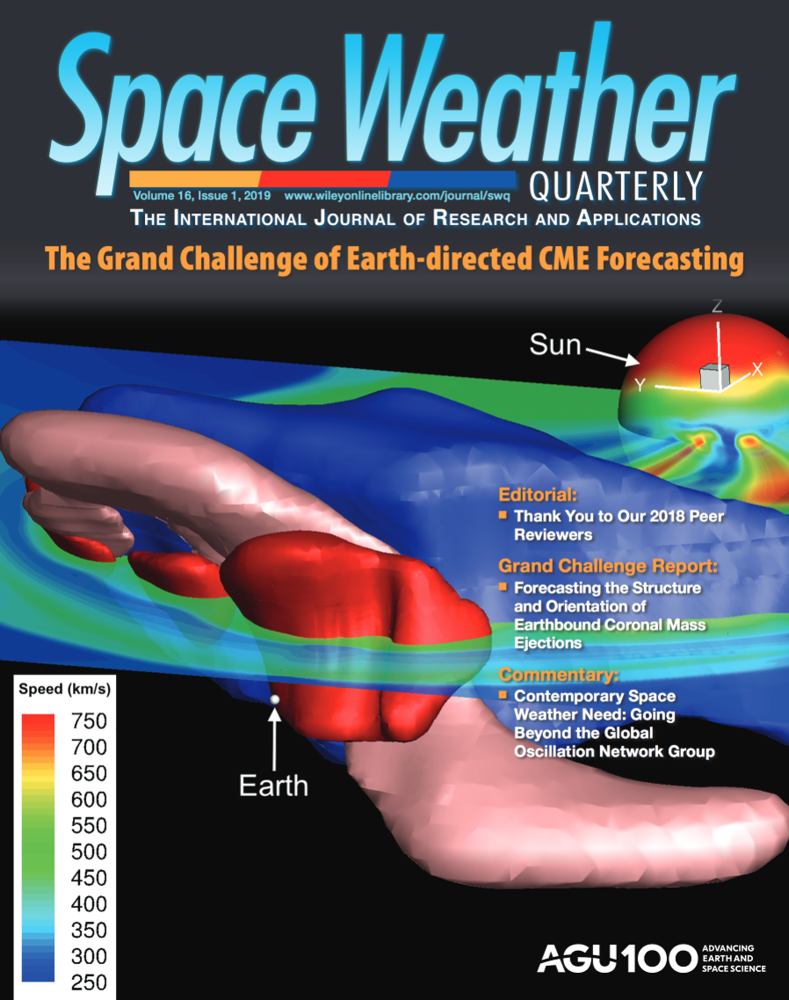 Space Weather
QUARTERLY
Volume 16, Issue 1, 2019 www.wileyonlinelibrary.com/journal/swq
THE INTERNATIONAL JOURNAL OF RESEARCH AND APPLICATIONS
The Grand Challenge of Earth-directed CME Forecasting
Z
Sun
X
Y
Editorial:
Thank You to Our 2018 Peer
Reviewers
Grand Challenge Report:
Forecasting the Structure
and Orientation of
Earthbound Coronal Mass
Ejections
Commentary:
Contemporary Space
Weather Need: Going
Beyond the Global
Oscillation Network Group
Earth
Speed (km/s)
750
700
650
600
550
500
450
400
350
300
250
AGU100
ADVANCING
EARTH AND
SPACE SCIENCE